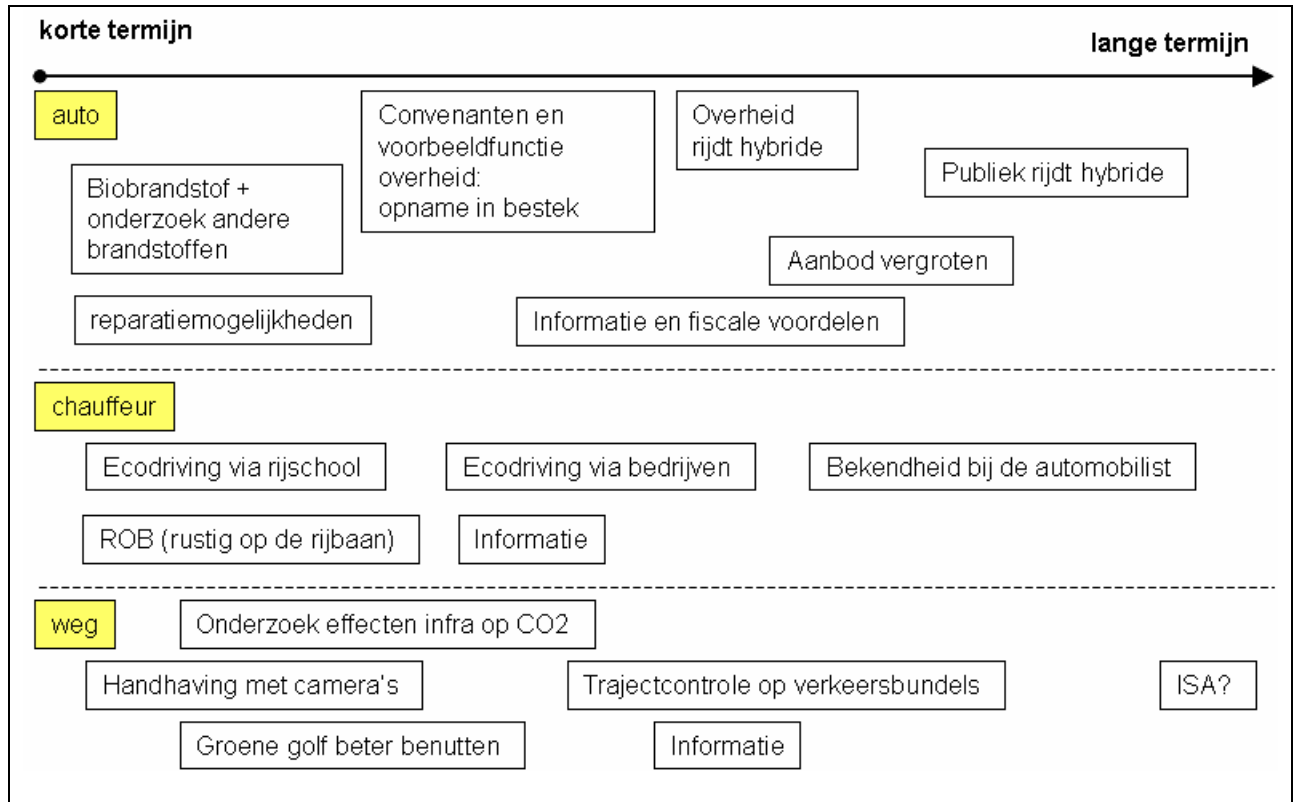 korte termijn
lange termijn
auto
Convenanten en
voorbeeldfunctie
overheid:
opname in bestek
Overheid
rijdt hybride
Publiek rijdt hybride
Biobrandstof +
onderzoek andere
brandstoffen
Aanbod vergroten
reparatiemogelijkheden
Informatie en fiscale voordelen
chauffeur
Ecodriving via rijschool
Ecodriving via bedrijven
Bekendheid bij de automobilist
ROB (rustig op de rijbaan)
Informatie
weg
Onderzoek effecten infra op CO2
Handhaving met camera's
Trajectcontrole op verkeersbundels
ISA?
Groene golf beter benutten
Informatie